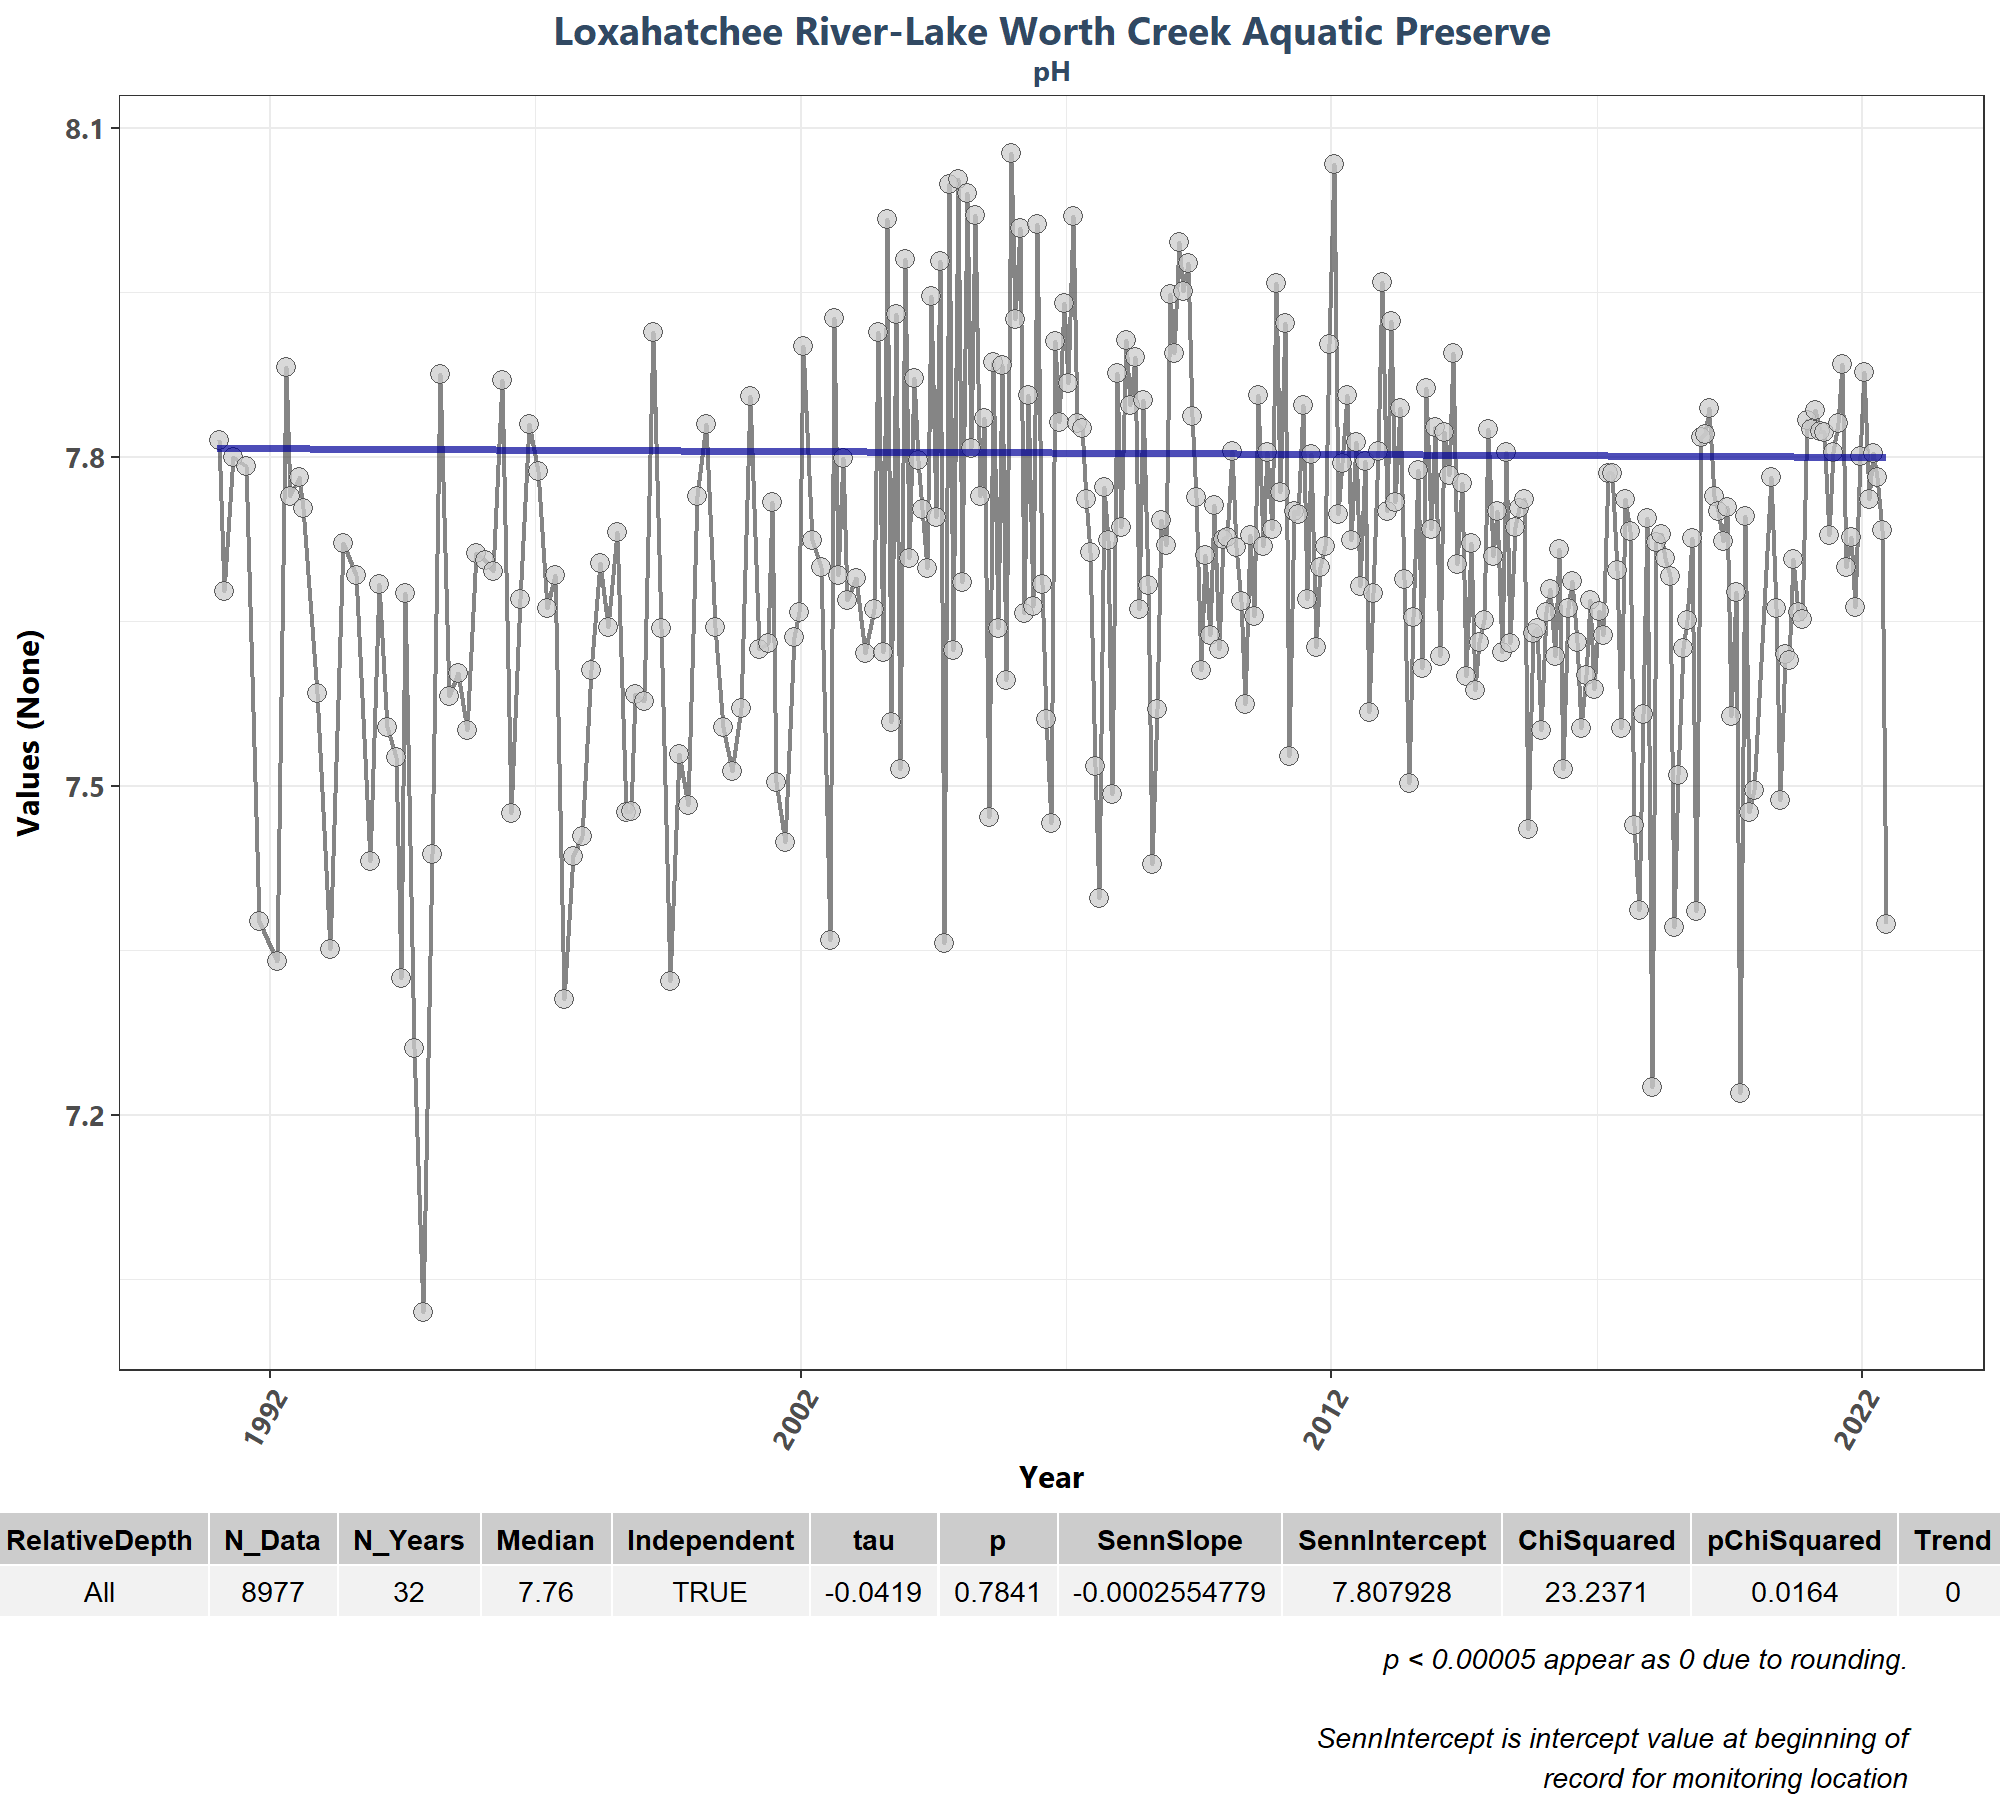 Loxahatchee River-Lake Worth Creek Aquatic Preserve
pH
8.1
7.8
7.5
7.2
Values (None)
1992
2002
2012
2022
Year
RelativeDepth N_Data N_Years Median Independent tau p SennSlope SennIntercept ChiSquared pChiSquared Trend
All 8977 32 7.76 TRUE -0.0419 0.7841 -0.0002554779 7.807928 23.2371 0.0164 0
p < 0.00005 appear as 0 due to rounding.
SennIntercept is intercept value at beginning of
record for monitoring location